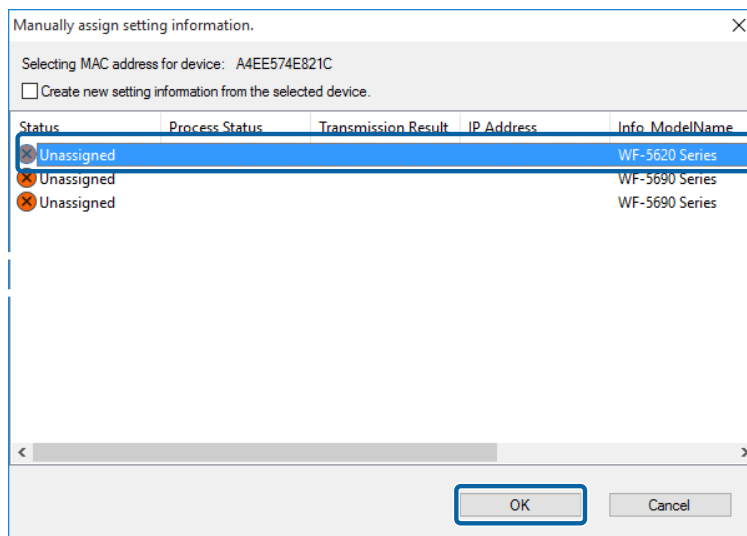 Manually assign setting information.
Selecting MAC address for device: A4EE574E821C
Create new setting information from the selected device.
Status Process Status Transmission Result IP Address Info_ModelName
Unassigned WF-5620 Series
Unassigned WF-5690 Series
Unassigned WF-5690 Series
OK Cancel